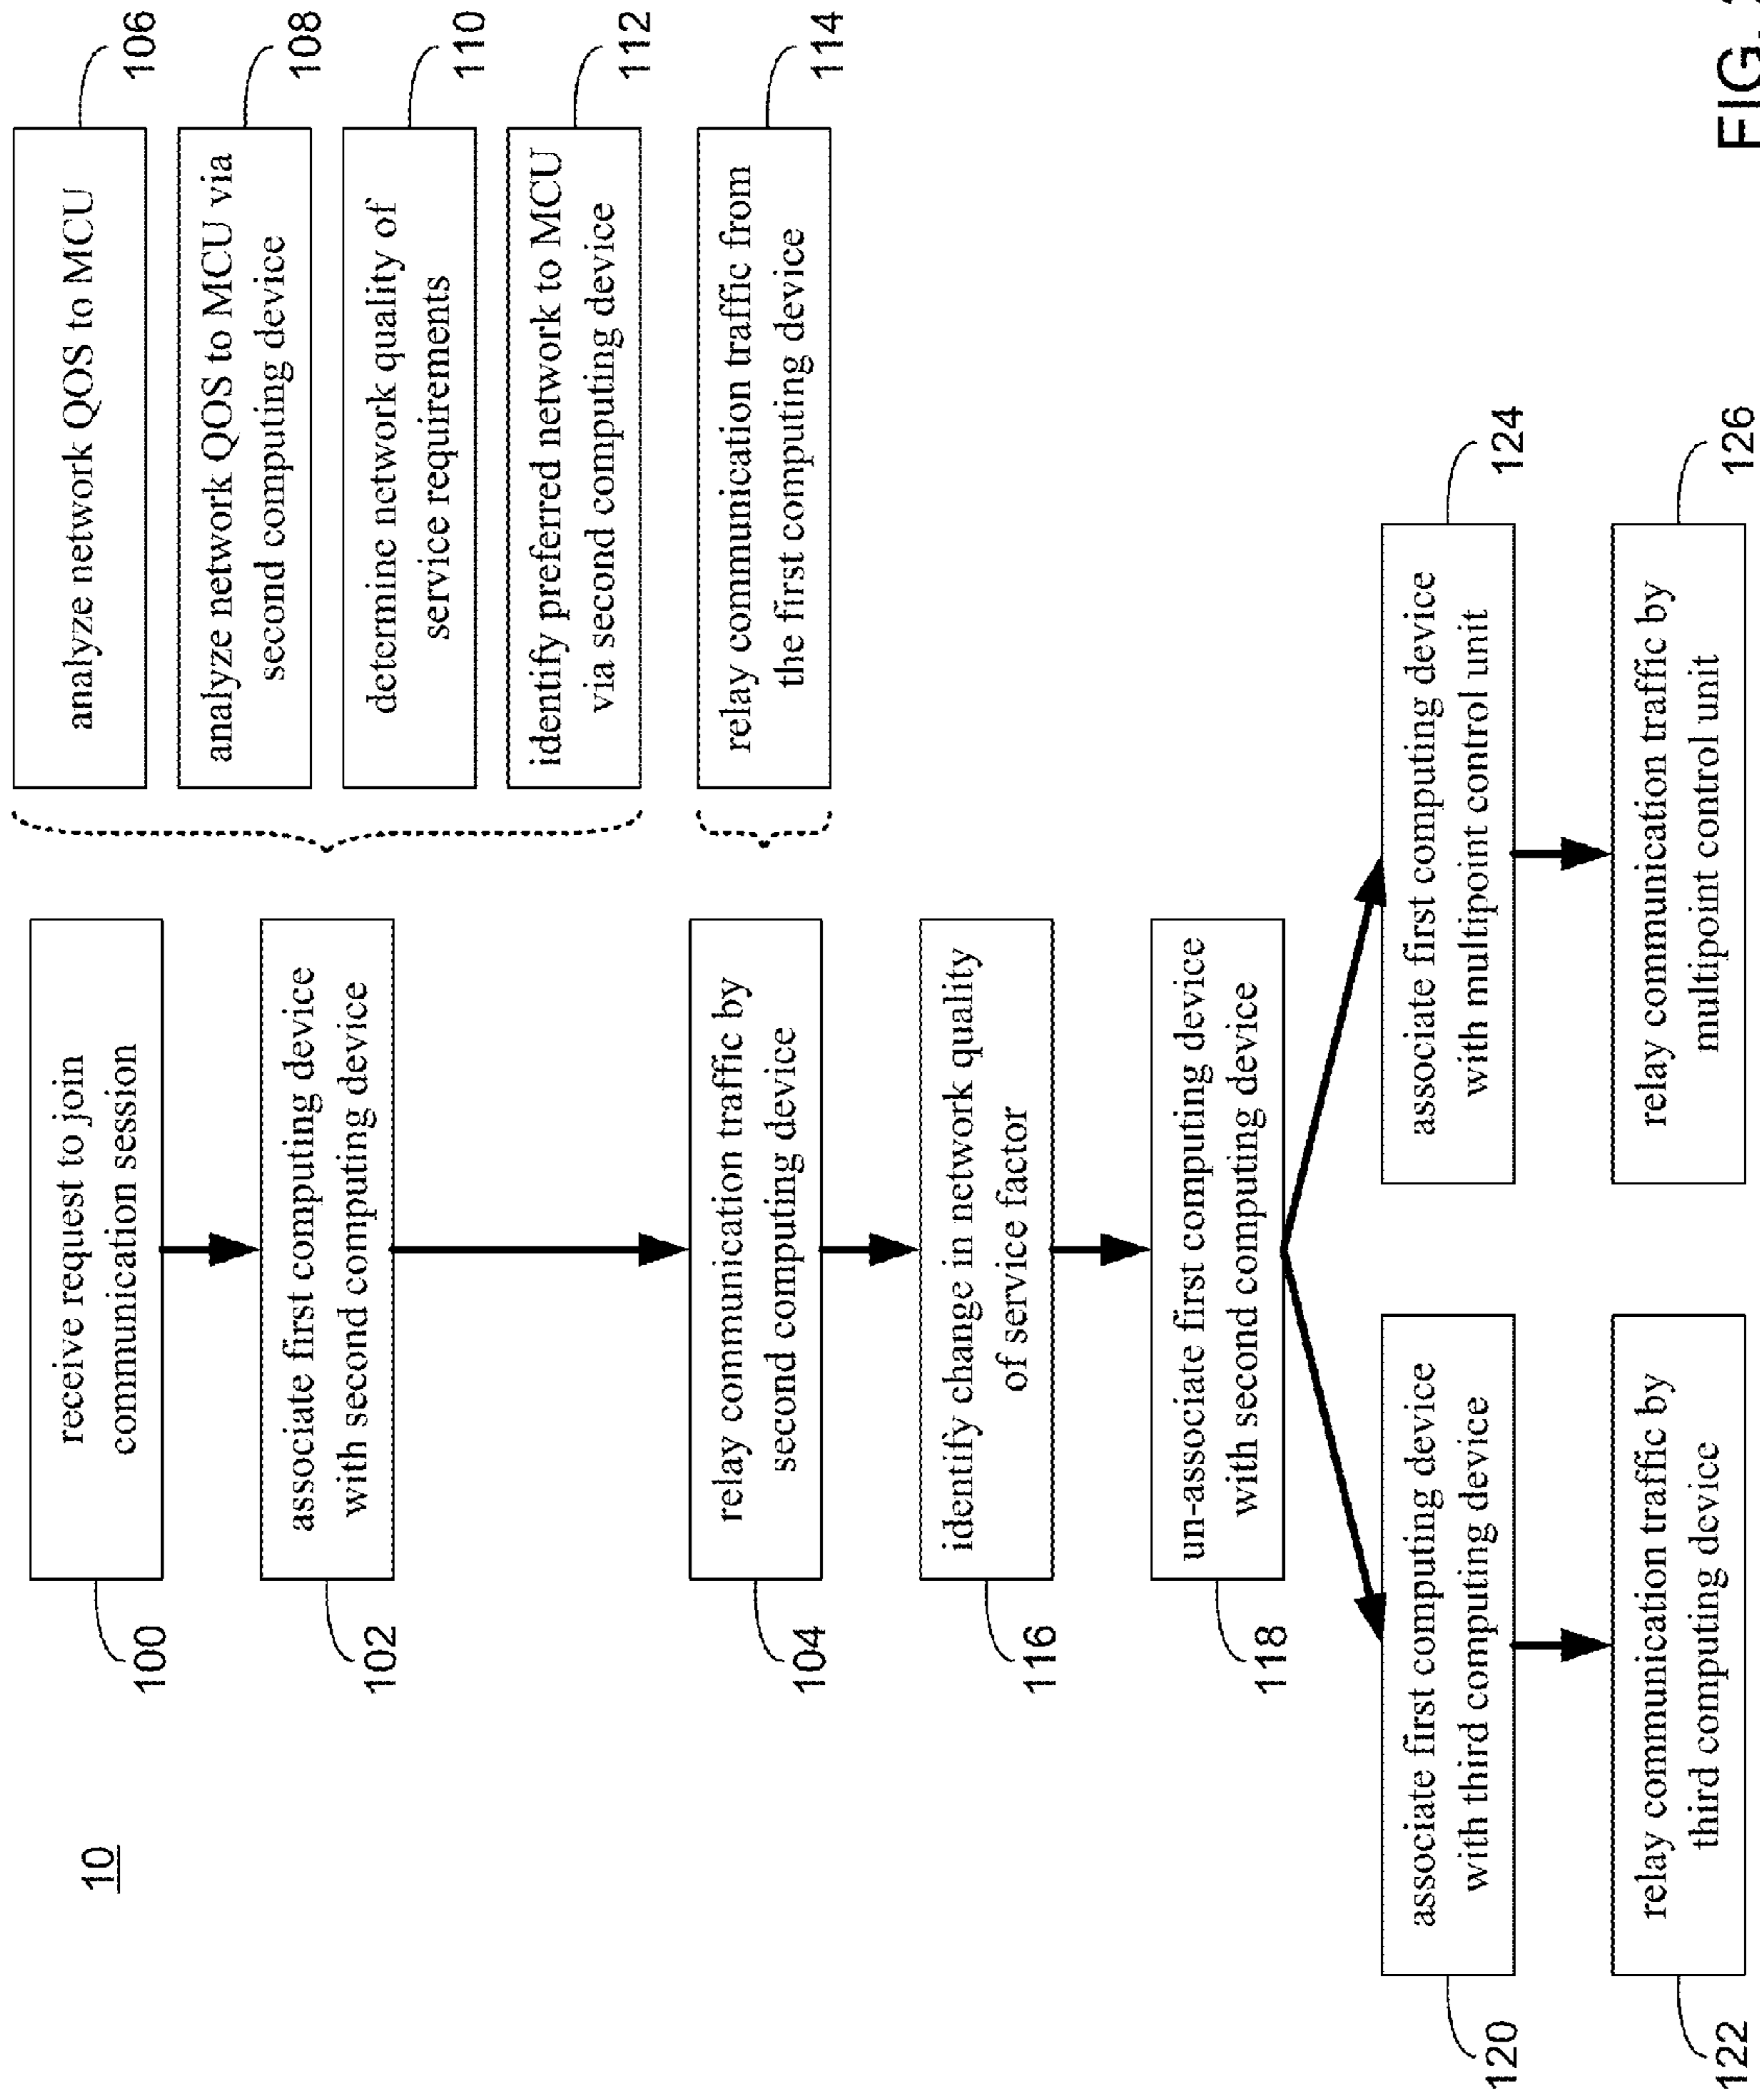 10
100
receive request to join
communication session
102
associate first computing device
with second computing device
106
analyze network QOS to MCU
108
analyze network QOS to MCU via
second computing device
110
determine network quality of
service requirements
112
identify preferred network to MCU
via second computing device
104
relay communication traffic by
second computing device
114
relay communication traffic from
the first computing device
116
identify change in network quality
of service factor
118
un-associate first computing device
with second computing device
120
associate first computing device
with third computing device
122
relay communication traffic by
third computing device
124
associate first computing device
with multipoint control unit
126
relay communication traffic by
multipoint control unit
FIG.